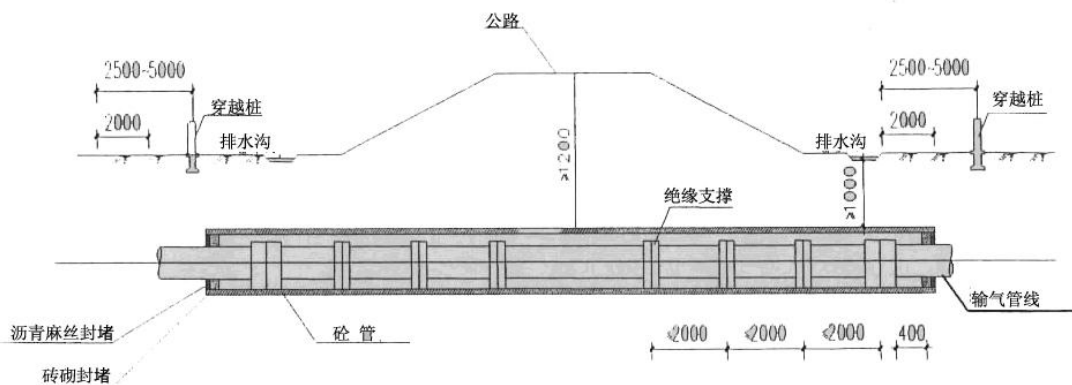 公路
2500~5000
2500~5000
穿越桩
穿越桩
2000
2000
排水沟
排水沟
≥1200
≥1000
绝缘支撑
输气管线
沥青麻丝封堵
砼 管
≤2000
≤2000
≤2000
400
砖砌封堵